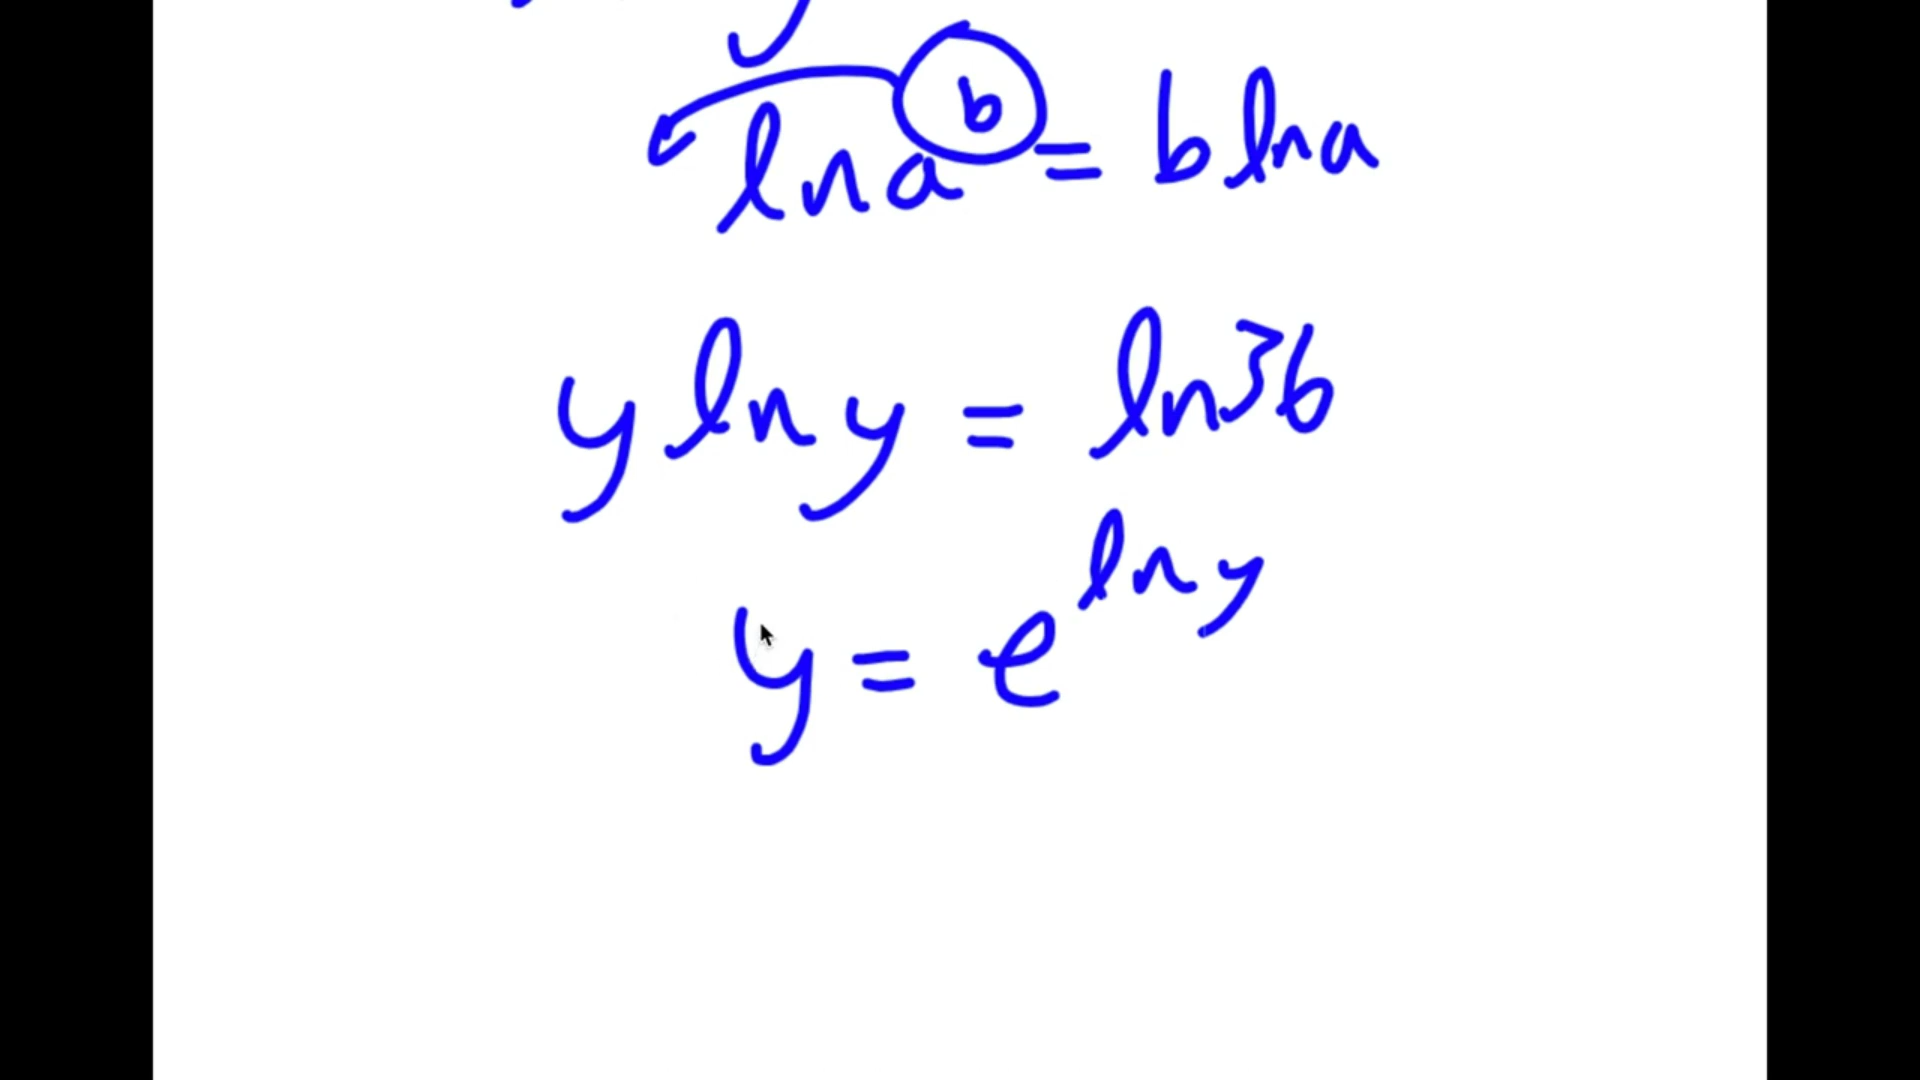 ln a^b = b ln a
y ln y = ln 36
y = e^ln y